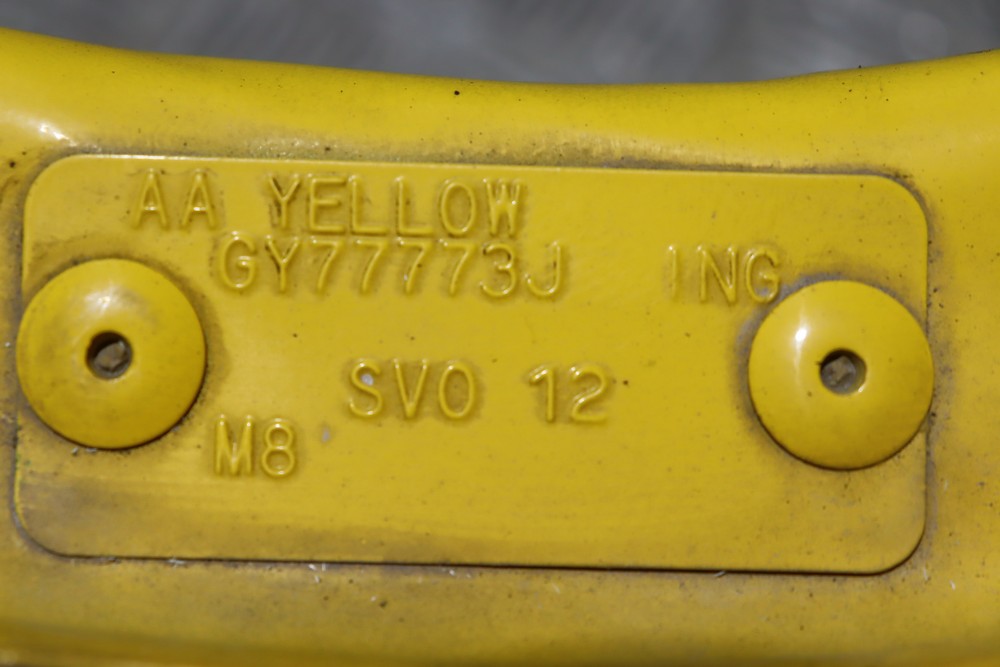 AA YELLOW
GY77773J ING
SVO 12
M8